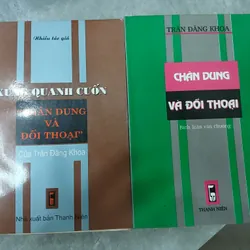 Nhiều tác giả
XUNG QUANH CUỐN
"CHÂN DUNG
VÀ
ĐỐI THOẠI"
Của Trần Đăng Khoa
Nhà xuất bản Thanh Niên
TRẦN ĐĂNG KHOA
CHÂN DUNG
VÀ ĐỐI THOẠI
THANH NIÊN